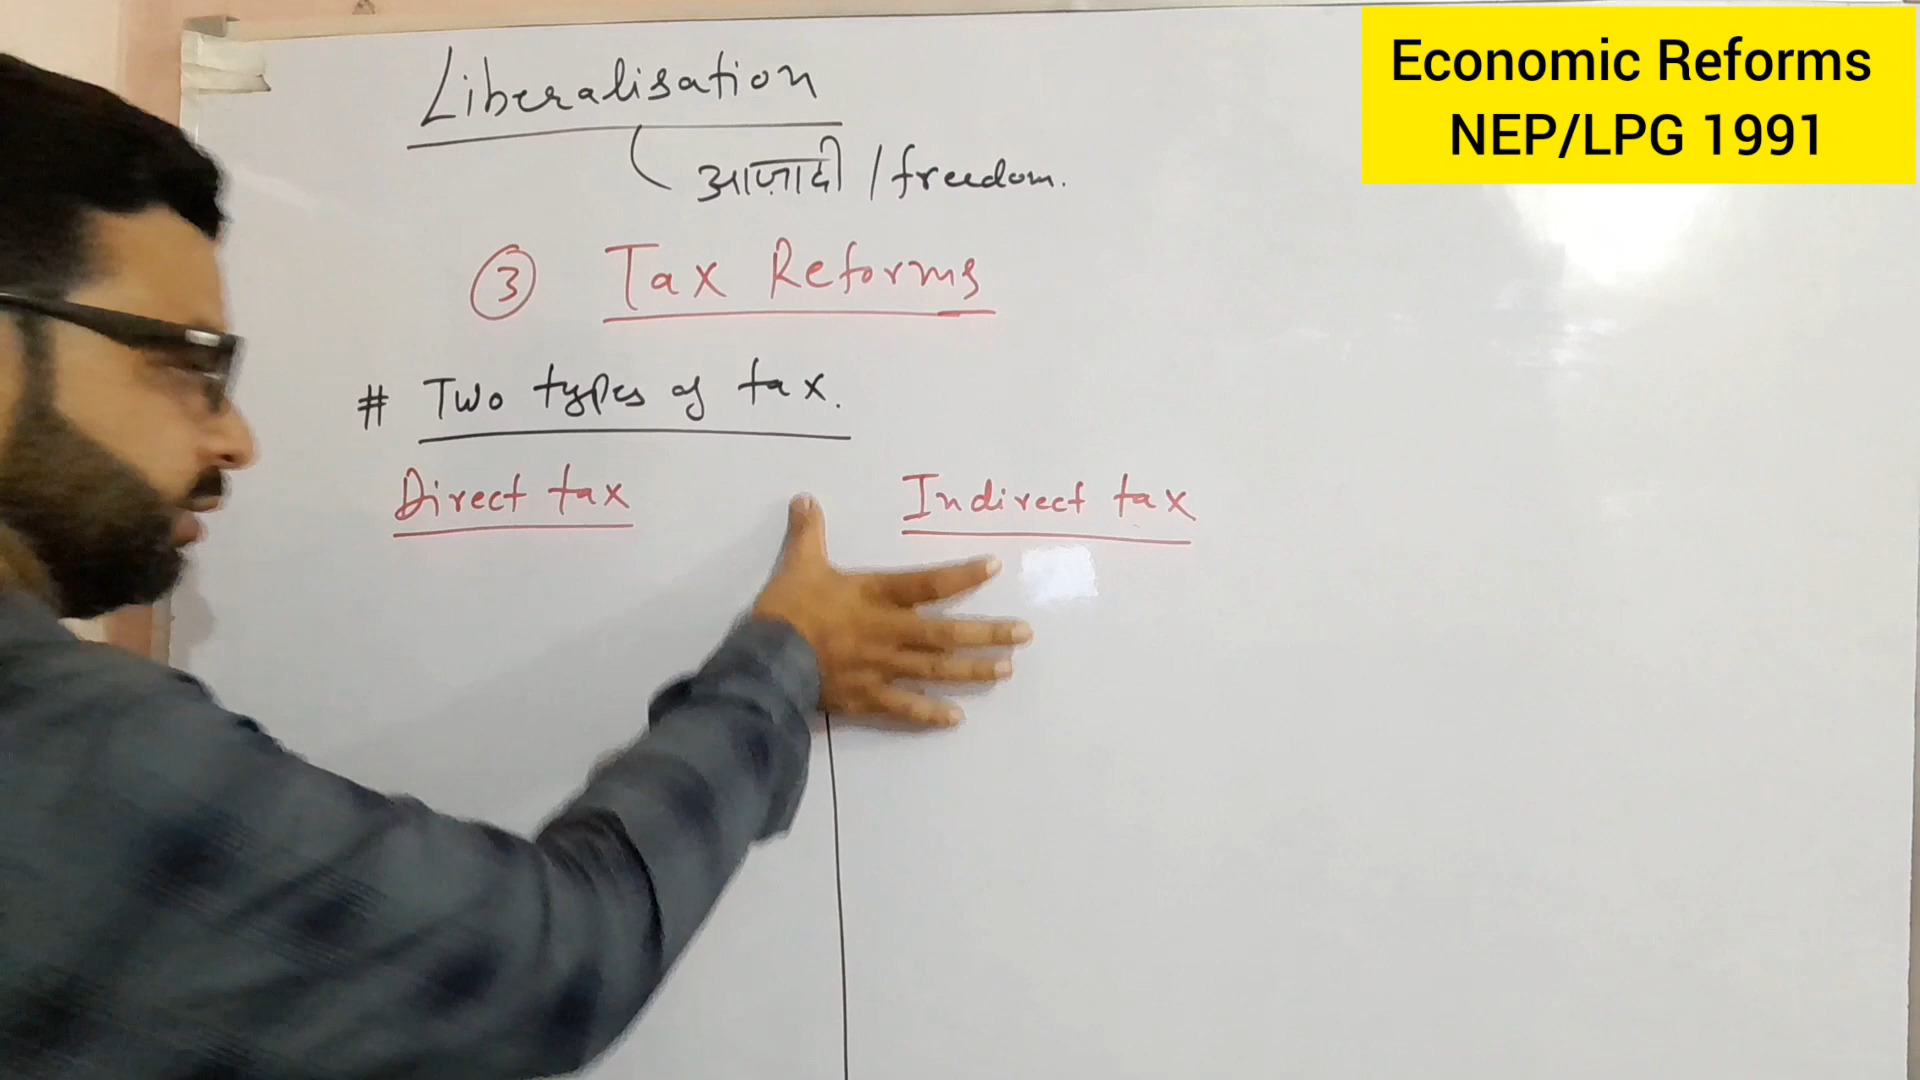 Economic Reforms
NEP/LPG 1991
Liberalisation
आज़ादी / freedom.
③ Tax Reforms
# Two types of tax.
Direct tax
Indirect tax